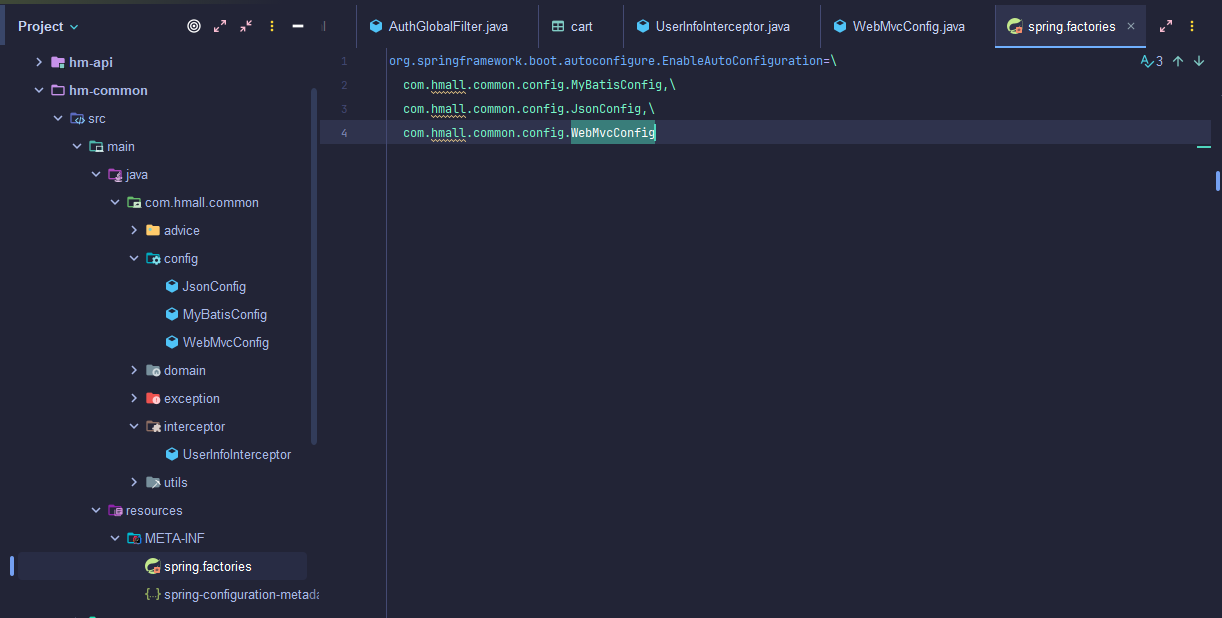 Project
AuthGlobalFilter.java
cart
UserInfoInterceptor.java
WebMvcConfig.java
spring.factories
hm-api
hm-common
src
main
java
com.hmall.common
advice
config
JsonConfig
MyBatisConfig
WebMvcConfig
domain
exception
interceptor
UserInfoInterceptor
utils
resources
META-INF
spring.factories
spring-configuration-metada
3
1 org.springframework.boot.autoconfigure.EnableAutoConfiguration=\
2 com.hmall.common.config.MyBatisConfig,\
3 com.hmall.common.config.JsonConfig,\
4 com.hmall.common.config.WebMvcConfig